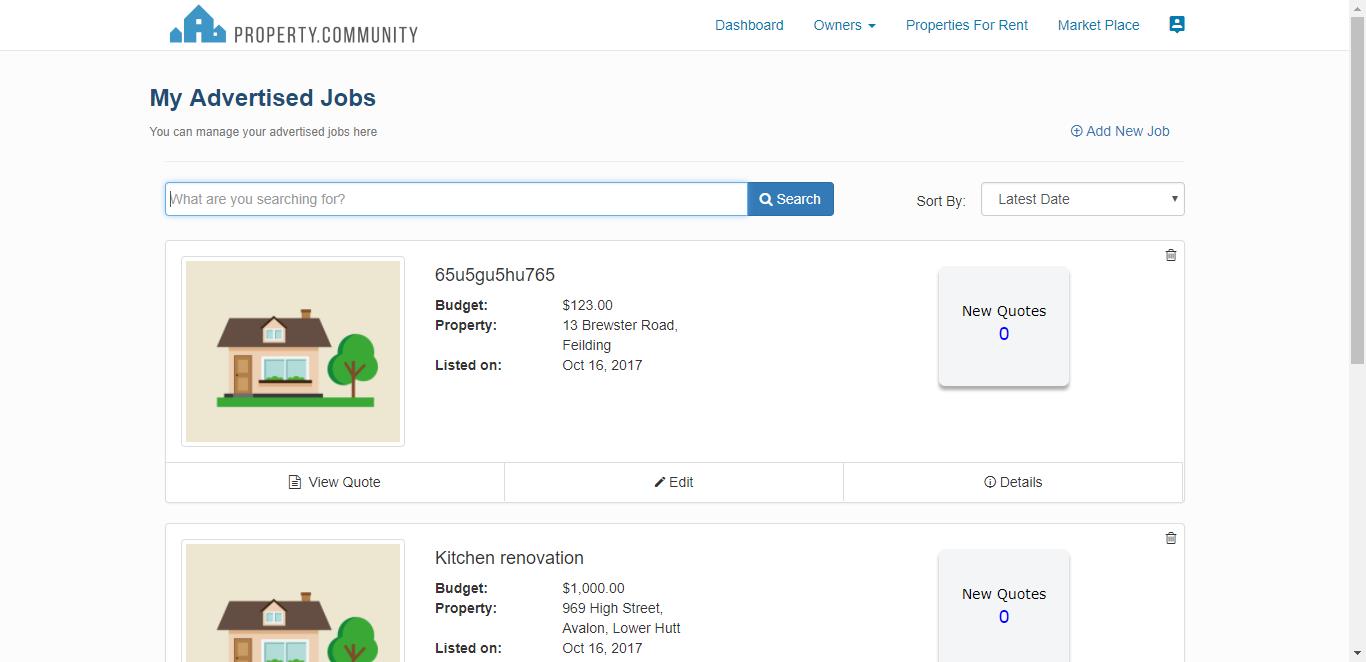 PROPERTY.COMMUNITY
Dashboard Owners Properties For Rent Market Place
My Advertised Jobs
You can manage your advertised jobs here
Add New Job
What are you searching for?
Search
Sort By:
Latest Date
65u5gu5hu765
Budget: $123.00
Property: 13 Brewster Road,
Feilding
Listed on: Oct 16, 2017
New Quotes
0
View Quote
Edit
Details
Kitchen renovation
Budget: $1,000.00
Property: 969 High Street,
Avalon, Lower Hutt
Listed on: Oct 16, 2017
New Quotes
0